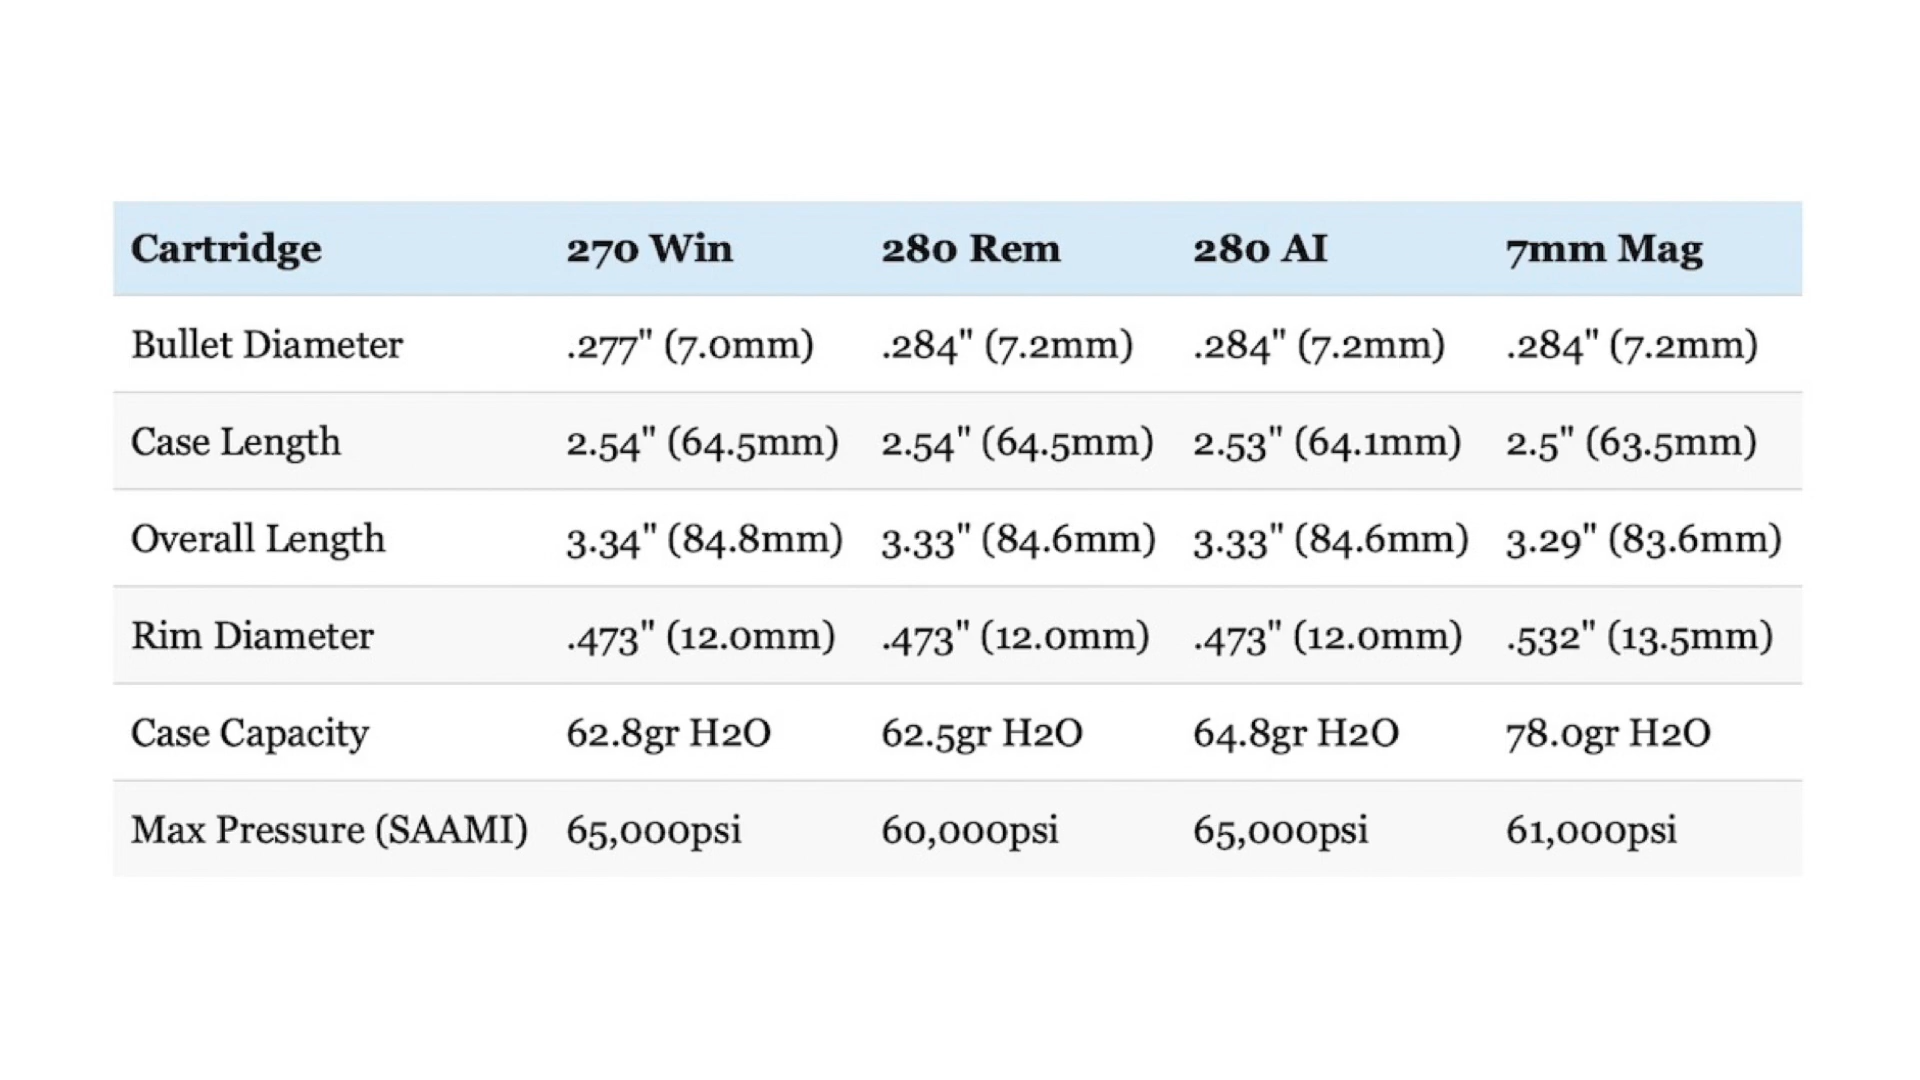 Cartridge 270 Win 280 Rem 280 AI 7mm Mag
Bullet Diameter .277" (7.0mm) .284" (7.2mm) .284" (7.2mm) .284" (7.2mm)
Case Length 2.54" (64.5mm) 2.54" (64.5mm) 2.53" (64.1mm) 2.5" (63.5mm)
Overall Length 3.34" (84.8mm) 3.33" (84.6mm) 3.33" (84.6mm) 3.29" (83.6mm)
Rim Diameter .473" (12.0mm) .473" (12.0mm) .473" (12.0mm) .532" (13.5mm)
Case Capacity 62.8gr H2O 62.5gr H2O 64.8gr H2O 78.0gr H2O
Max Pressure (SAAMI) 65,000psi 60,000psi 65,000psi 61,000psi